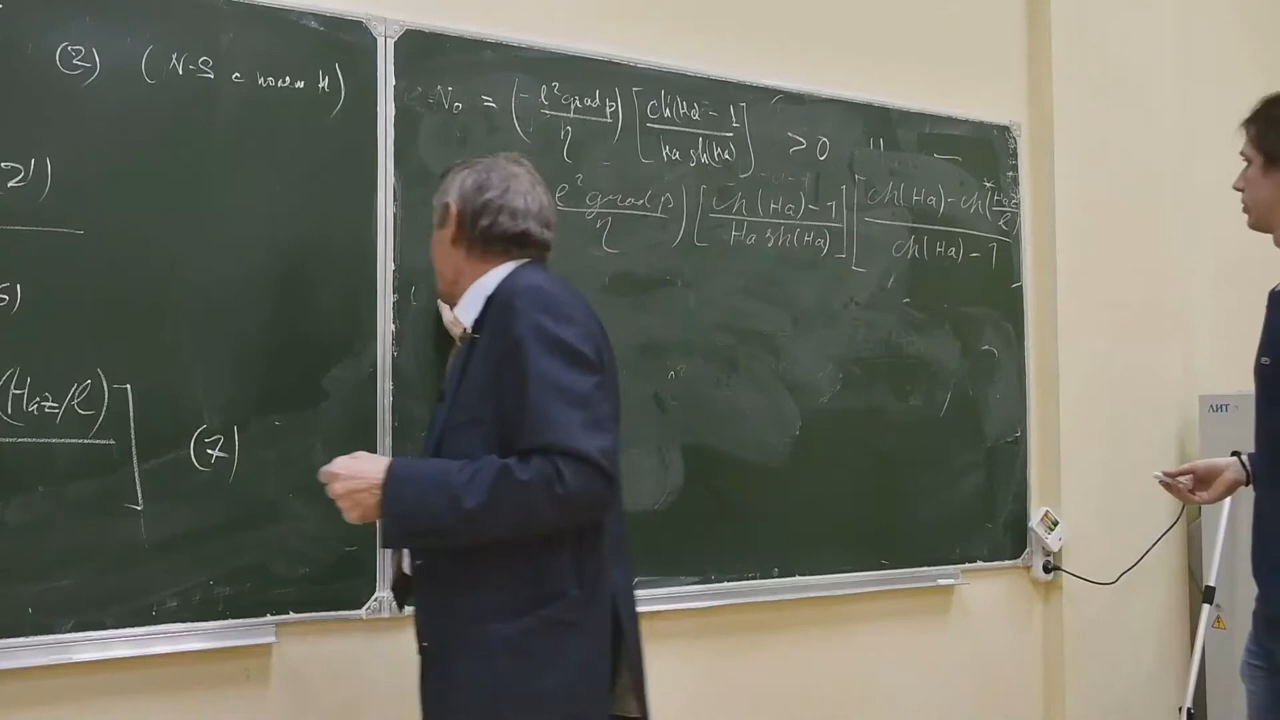 (2) (N-S с полем H)
2')
5)
(Haz/l) ] (7)
N₀ = (- l² grad p / η) [ ch(Ha) - 1 / Ha sh(Ha) ] > 0
l² grad p / η ) [ ch(Ha) - 1 / Ha sh(Ha) ] [ ch(Ha) - ch(Haz/l) / ch(Ha) - 1
ЛИТ